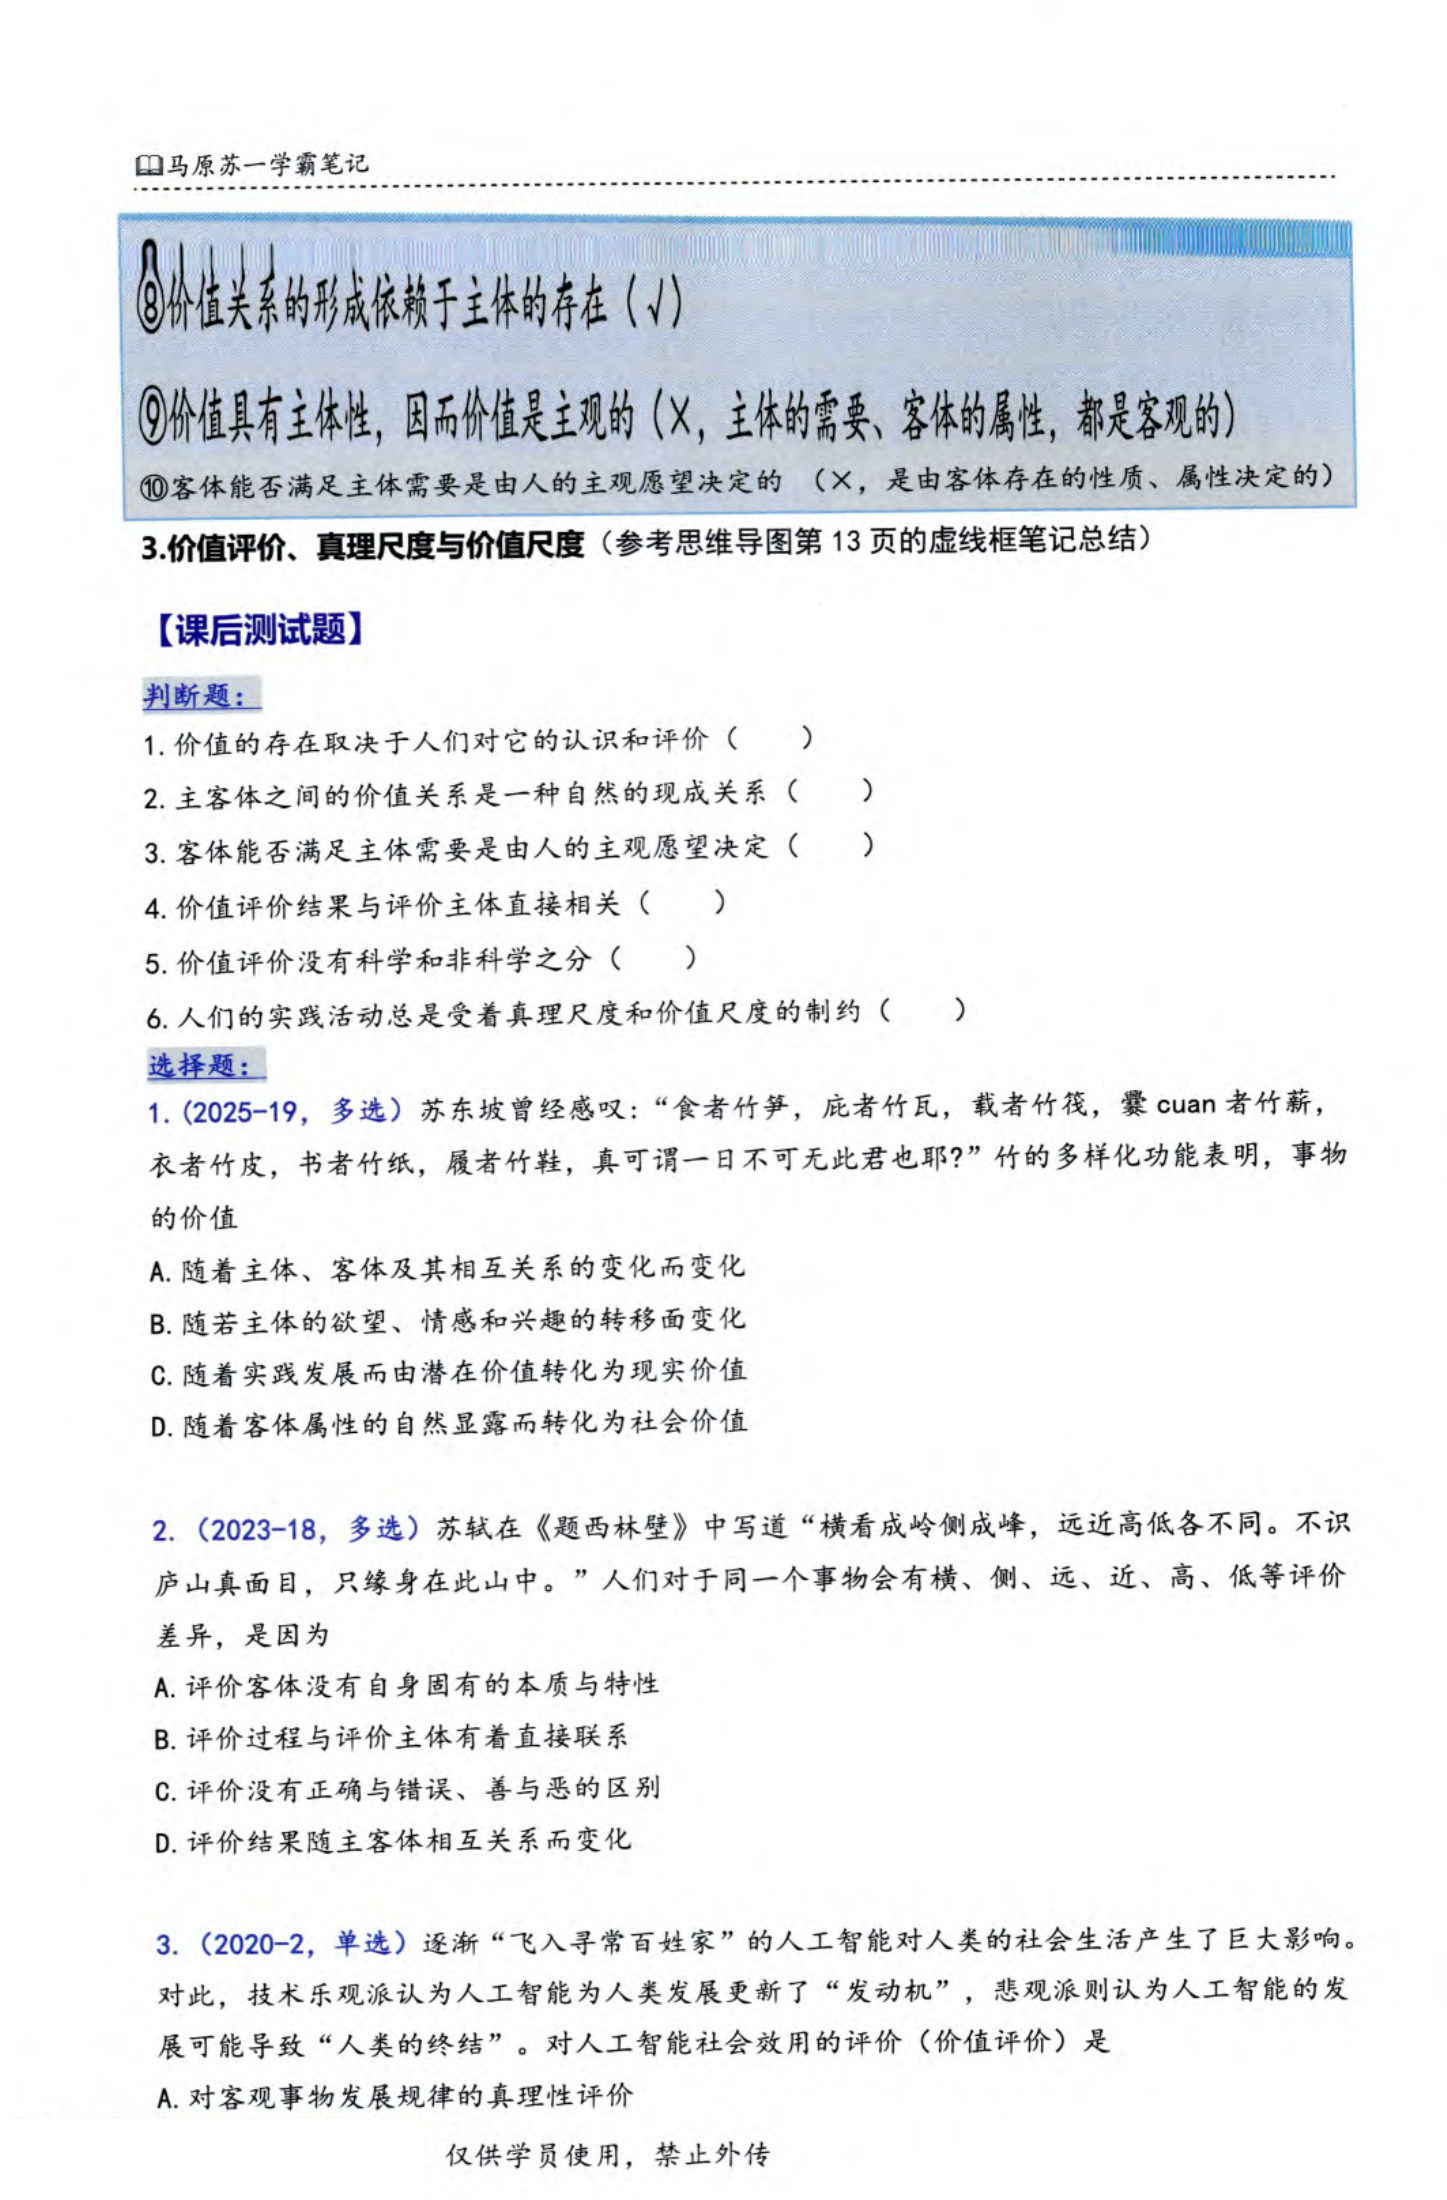 马原苏一学霸笔记
⑧价值关系的形成依赖于主体的存在（√）
⑨价值具有主体性，因而价值是主观的（×，主体的需要、客体的属性，都是客观的）
⑩客体能否满足主体需要是由人的主观愿望决定的 （×，是由客体存在的性质、属性决定的）
3.价值评价、真理尺度与价值尺度（参考思维导图第 13 页的虚线框笔记总结）
【课后测试题】
判断题：
1. 价值的存在取决于人们对它的认识和评价（  ）
2. 主客体之间的价值关系是一种自然的现成关系（  ）
3. 客体能否满足主体需要是由人的主观愿望决定（  ）
4. 价值评价结果与评价主体直接相关（  ）
5. 价值评价没有科学和非科学之分（  ）
6. 人们的实践活动总是受着真理尺度和价值尺度的制约（  ）
选择题：
1. (2025-19，多选）苏东坡曾经感叹：“食者竹笋，庇者竹瓦，载者竹筏，爨 cuan 者竹薪，
衣者竹皮，书者竹纸，履者竹鞋，真可谓一日不可无此君也耶?”竹的多样化功能表明，事物
的价值
A. 随着主体、客体及其相互关系的变化而变化
B. 随若主体的欲望、情感和兴趣的转移面变化
C. 随着实践发展而由潜在价值转化为现实价值
D. 随着客体属性的自然显露而转化为社会价值
2. （2023-18，多选）苏轼在《题西林壁》中写道“横看成岭侧成峰，远近高低各不同。不识
庐山真面目，只缘身在此山中。”人们对于同一个事物会有横、侧、远、近、高、低等评价
差异，是因为
A. 评价客体没有自身固有的本质与特性
B. 评价过程与评价主体有着直接联系
C. 评价没有正确与错误、善与恶的区别
D. 评价结果随主客体相互关系而变化
3. （2020-2，单选）逐渐“飞入寻常百姓家”的人工智能对人类的社会生活产生了巨大影响。
对此，技术乐观派认为人工智能为人类发展更新了“发动机”，悲观派则认为人工智能的发
展可能导致“人类的终结”。对人工智能社会效用的评价（价值评价）是
A. 对客观事物发展规律的真理性评价
仅供学员使用，禁止外传